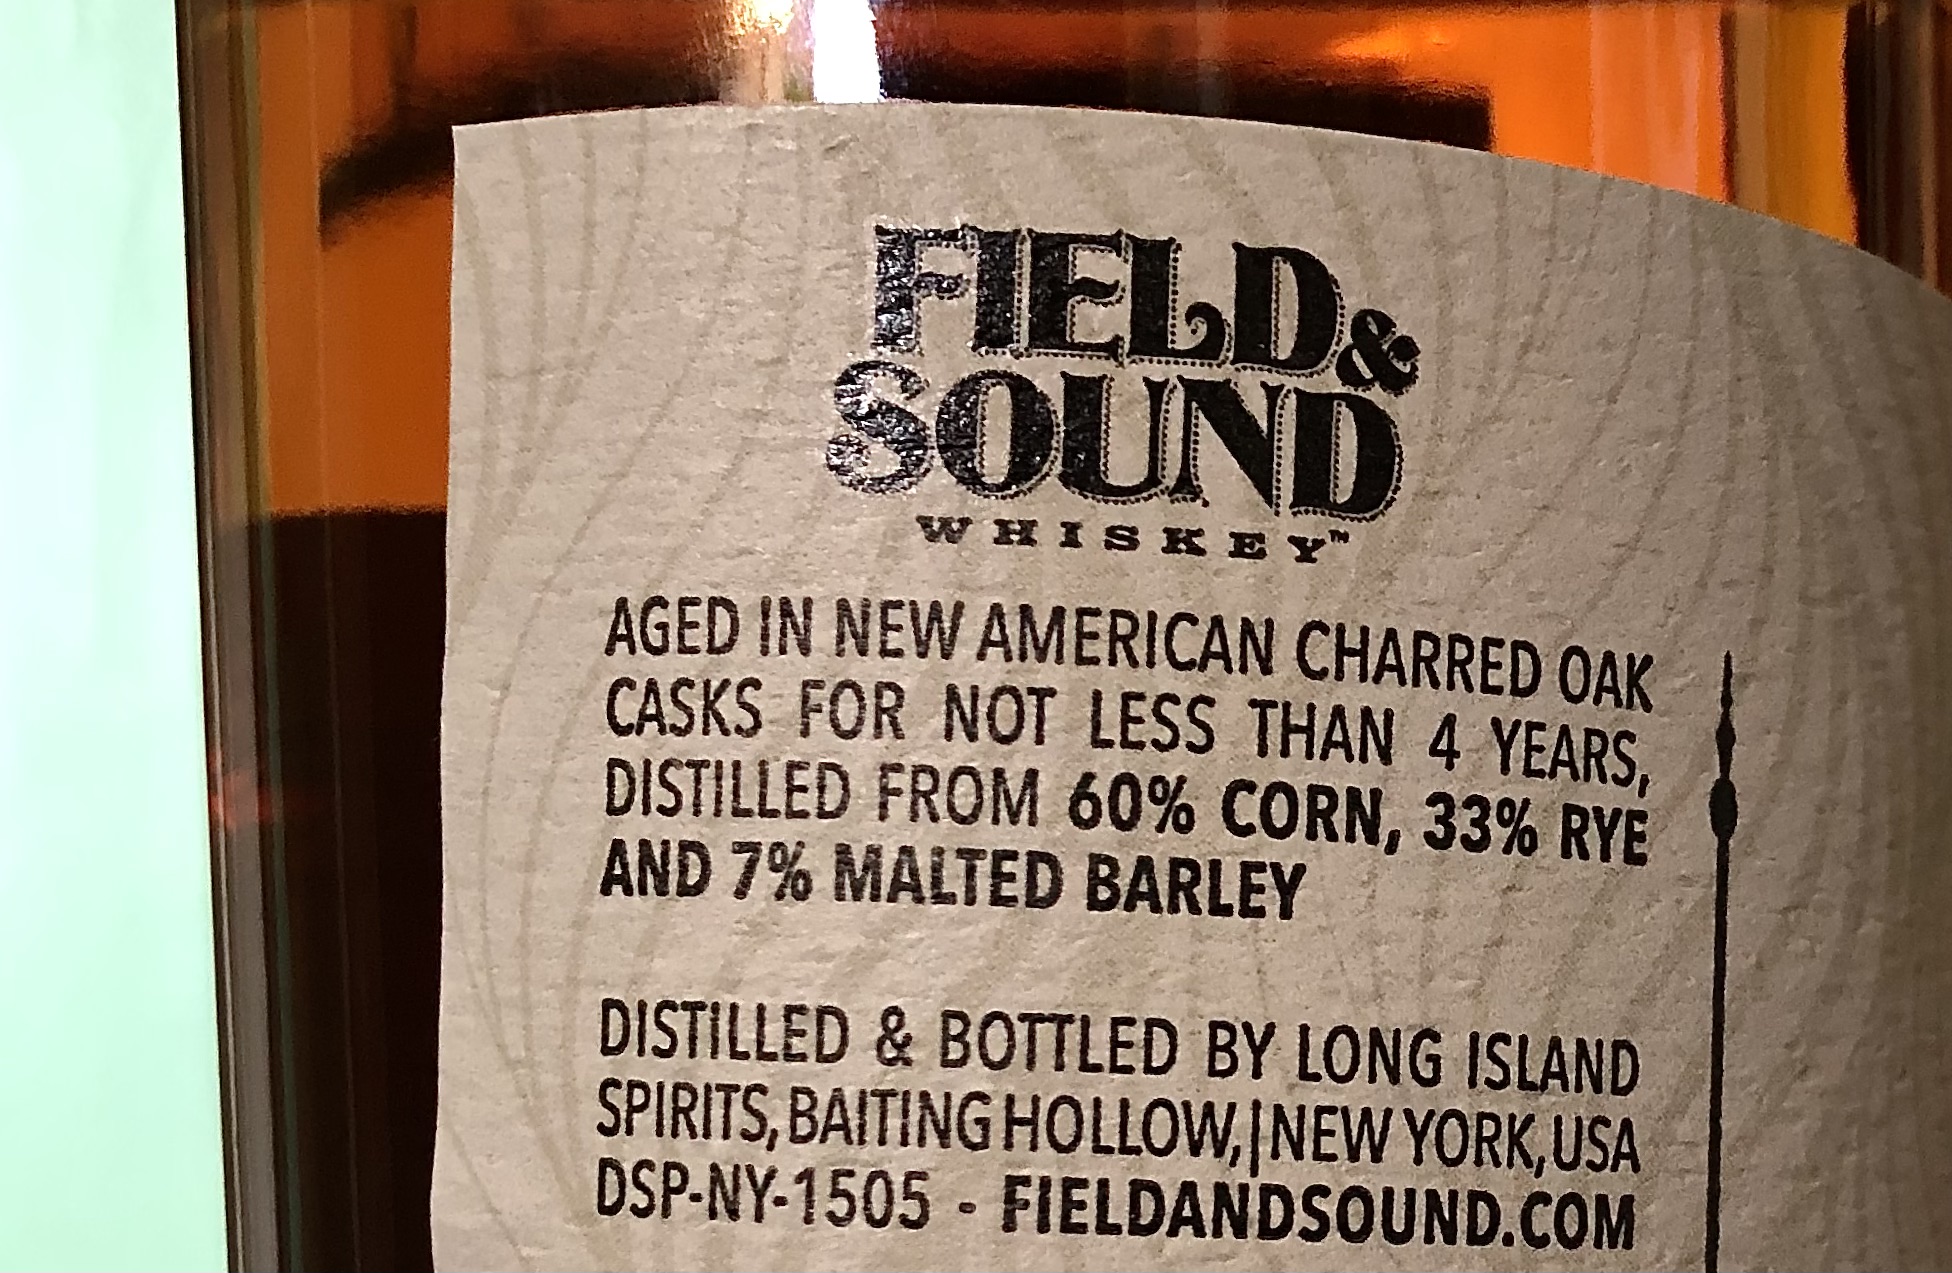 FIELD &
SOUND
WHISKEY™
AGED IN NEW AMERICAN CHARRED OAK
CASKS FOR NOT LESS THAN 4 YEARS,
DISTILLED FROM 60% CORN, 33% RYE
AND 7% MALTED BARLEY
DISTILLED & BOTTLED BY LONG ISLAND
SPIRITS, BAITING HOLLOW,|NEW YORK, USA
DSP-NY-1505 - FIELDANDSOUND.COM